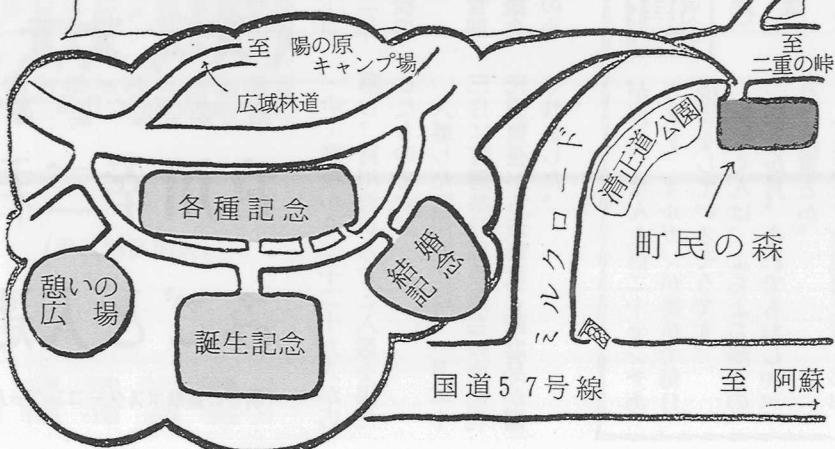 至 陽の原
キャンプ場
広域林道
至
二重の峠
清正道公園
ミルクロード
町民の森
各種記念
結婚
記念
憩いの
広場
誕生記念
国道57号線
至 阿蘇